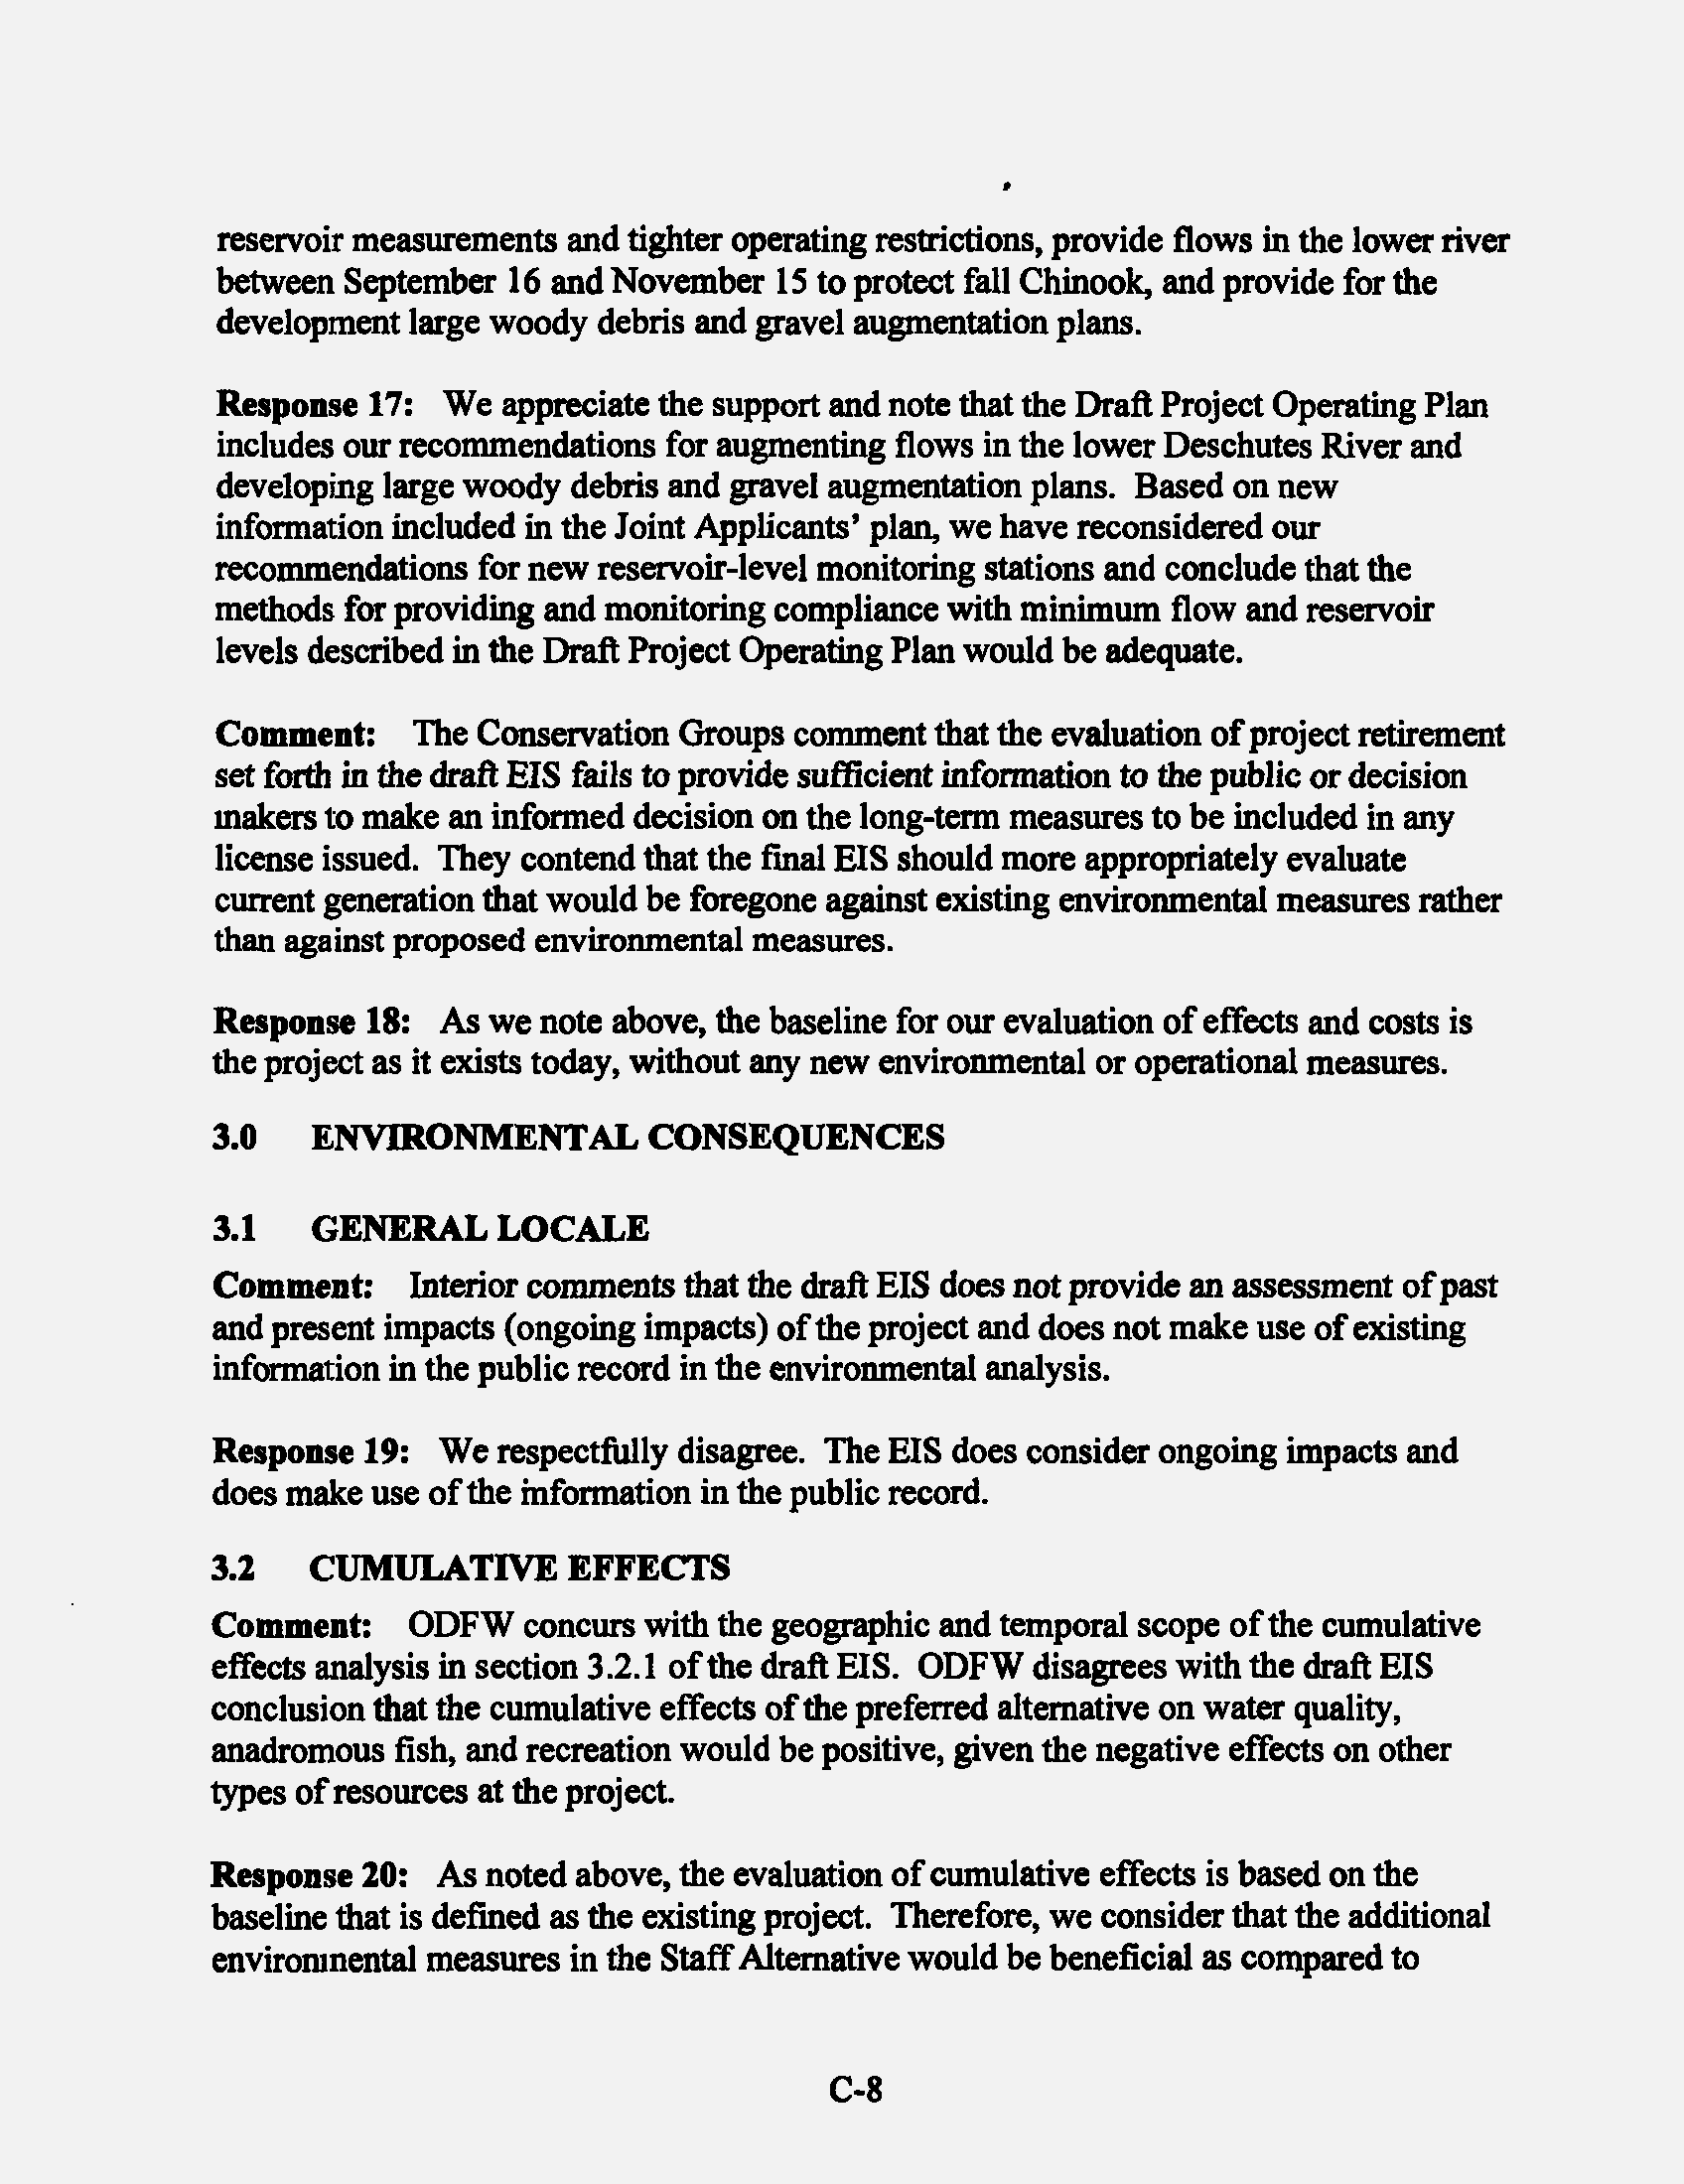 reservoir measurements and tighter operating restrictions, provide flows in the lower river
between September 16 and November 15 to protect fall Chinook, and provide for the
development large woody debris and gravel augmentation plans.
Response 17: We appreciate the support and note that the Draft Project Operating Plan
includes our recommendations for augmenting flows in the lower Deschutes River and
developing large woody debris and gravel augmentation plans. Based on new
information included in the Joint Applicants' plan, we have reconsidered our
recommendations for new reservoir-level monitoring stations and conclude that the
methods for providing and monitoring compliance with minimum flow and reservoir
levels described in the Draft Project Operating Plan would be adequate.
Comment: The Conservation Groups comment that the evaluation of project retirement
set forth in the draft EIS fails to provide sufficient information to the public or decision
makers to make an informed decision on the long-term measures to be included in any
license issued. They contend that the final EIS should more appropriately evaluate
current generation that would be foregone against existing environmental measures rather
than against proposed environmental measures.
Response 18: As we note above, the baseline for our evaluation of effects and costs is
the project as it exists today, without any new environmental or operational measures.
3.0 ENVIRONMENTAL CONSEQUENCES
3.1 GENERAL LOCALE
Comment: Interior comments that the draft EIS does not provide an assessment of past
and present impacts (ongoing impacts) of the project and does not make use of existing
information in the public record in the environmental analysis.
Response 19: We respectfully disagree. The EIS does consider ongoing impacts and
does make use of the information in the public record.
3.2 CUMULATIVE EFFECTS
Comment: ODFW concurs with the geographic and temporal scope of the cumulative
effects analysis in section 3.2.1 of the draft EIS. ODFW disagrees with the draft EIS
conclusion that the cumulative effects of the preferred alternative on water quality,
anadromous fish, and recreation would be positive, given the negative effects on other
types of resources at the project.
Response 20: As noted above, the evaluation of cumulative effects is based on the
baseline that is defined as the existing project. Therefore, we consider that the additional
environmental measures in the Staff Alternative would be beneficial as compared to
C-8